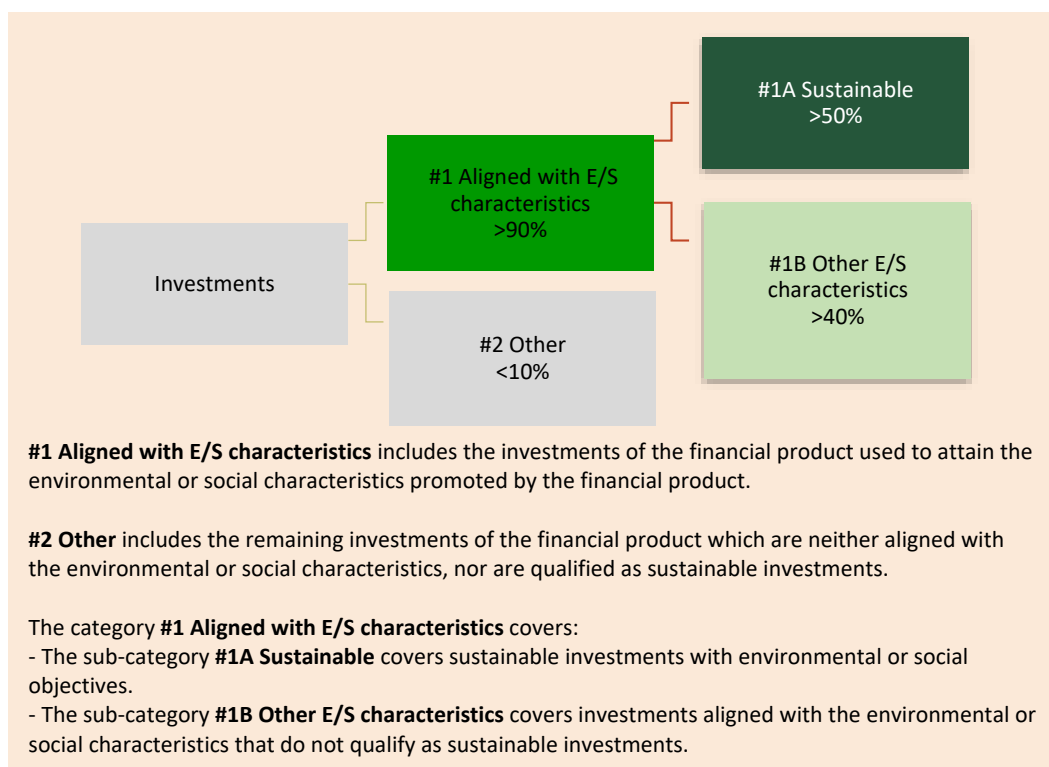 #1A Sustainable
>50%
#1 Aligned with E/S
characteristics
>90%
#1B Other E/S
characteristics
>40%
Investments
#2 Other
<10%
#1 Aligned with E/S characteristics includes the investments of the financial product used to attain the
environmental or social characteristics promoted by the financial product.
#2 Other includes the remaining investments of the financial product which are neither aligned with
the environmental or social characteristics, nor are qualified as sustainable investments.
The category #1 Aligned with E/S characteristics covers:
- The sub-category #1A Sustainable covers sustainable investments with environmental or social
objectives.
- The sub-category #1B Other E/S characteristics covers investments aligned with the environmental or
social characteristics that do not qualify as sustainable investments.